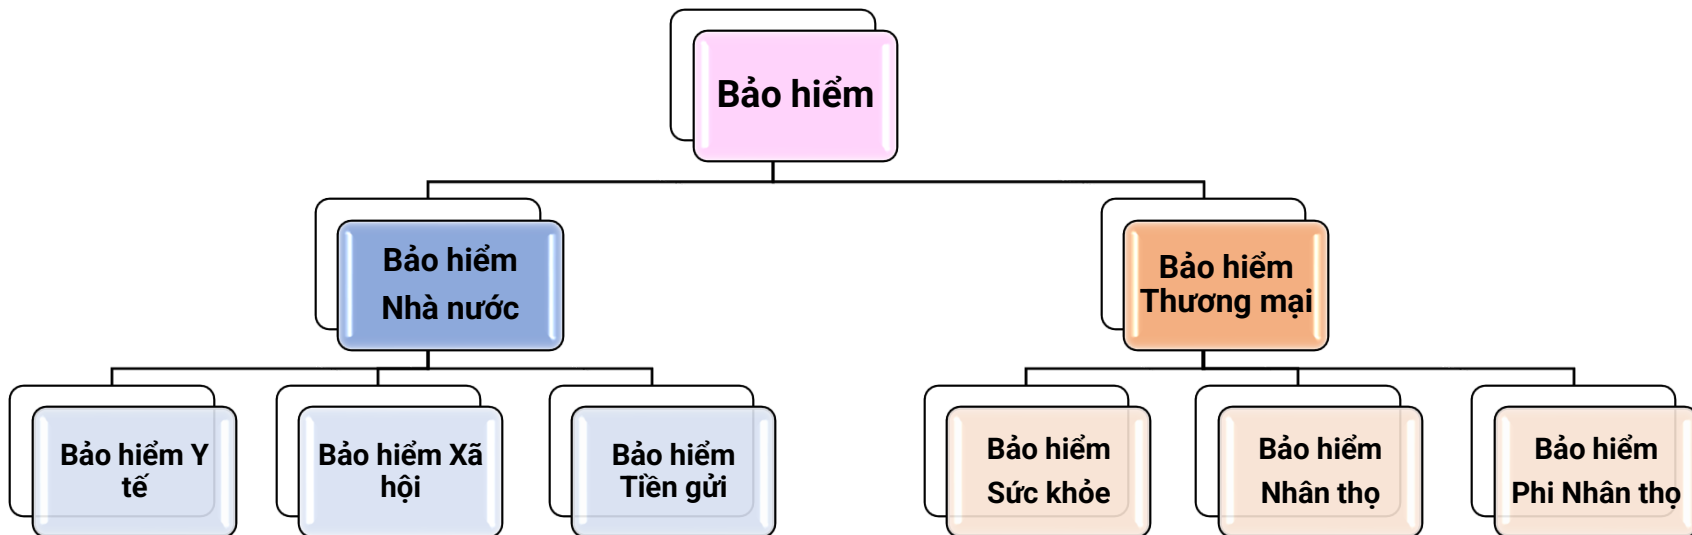 Bảo hiểm
Bảo hiểm
Nhà nước
Bảo hiểm
Thương mại
Bảo hiểm Y
tế
Bảo hiểm Xã
hội
Bảo hiểm
Tiền gửi
Bảo hiểm
Sức khỏe
Bảo hiểm
Nhân thọ
Bảo hiểm
Phi Nhân thọ